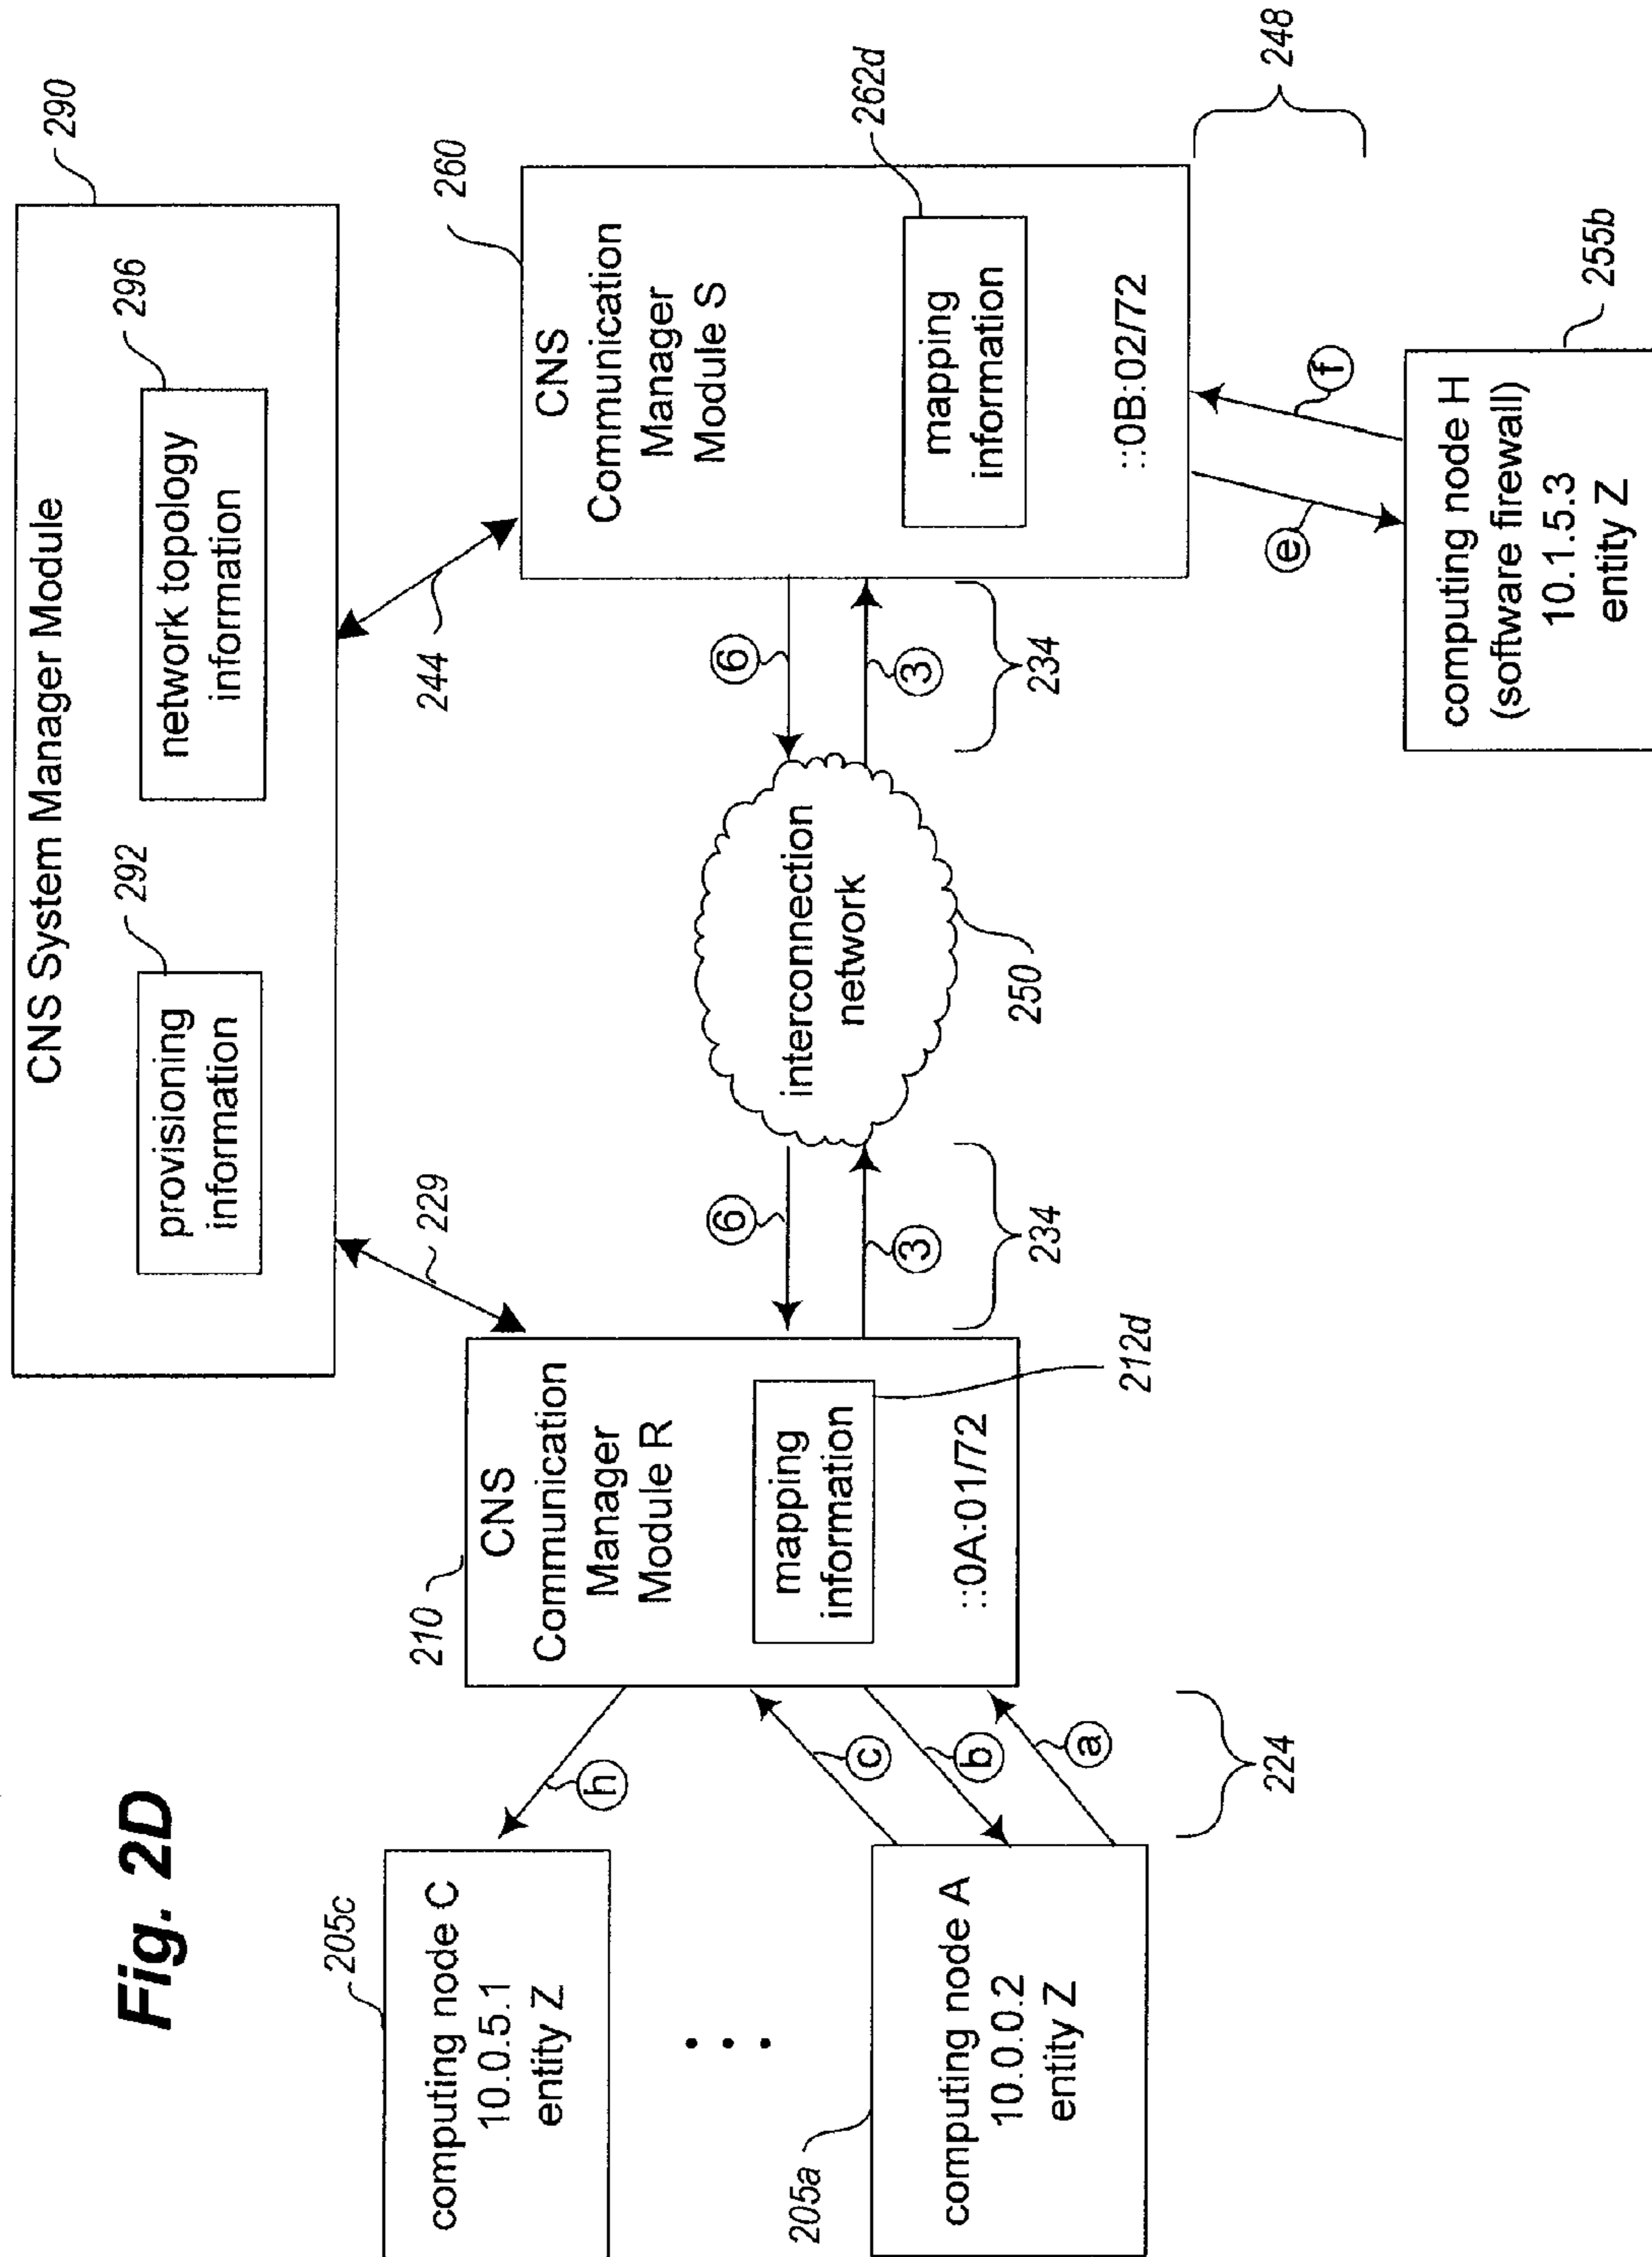 Fig. 2D
CNS System Manager Module
290
provisioning
information
292
network topology
information
296
229
244
205c
computing node C
10.0.5.1
entity Z
205a
computing node A
10.0.0.2
entity Z
h
c
b
a
224
210
CNS
Communication
Manager
Module R
mapping
information
212d
::0A:01/72
6
3
234
interconnection
network
250
6
3
234
260
CNS
Communication
Manager
Module S
mapping
information
262d
::0B:02/72
248
e
f
computing node H
(software firewall)
10.1.5.3
entity Z
255b